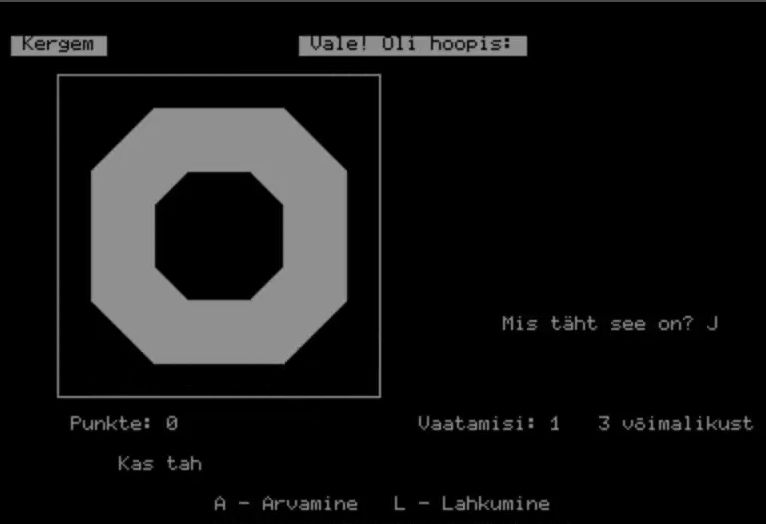 Kergem
Vale! Oli hoopis:
Mis täht see on? J
Punkte: 0
Vaatamisi: 1
3 võimalikust
Kas tah
A - Arvamine
L - Lahkumine